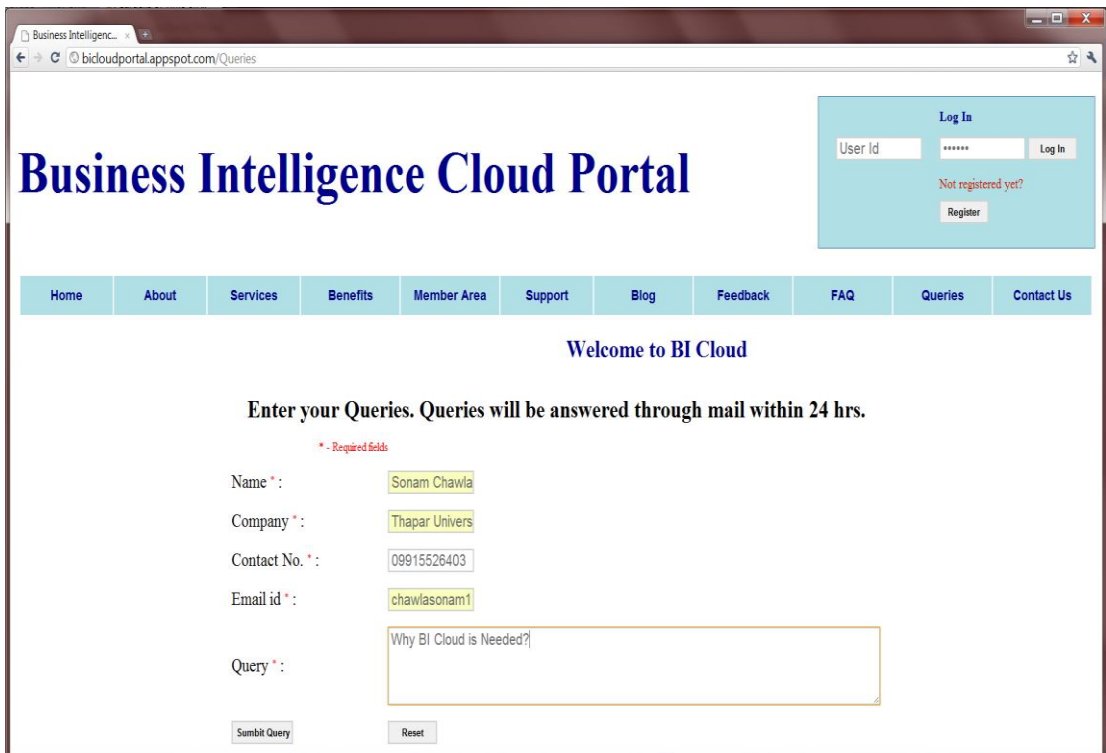 Business Intelligenc...
bicloudportal.appspot.com/Queries
Log In
User Id
••••••
Log In
Not registered yet?
Register
Business Intelligence Cloud Portal
Home About Services Benefits Member Area Support Blog Feedback FAQ Queries Contact Us
Welcome to BI Cloud
Enter your Queries. Queries will be answered through mail within 24 hrs.
* - Required fields
Name * : Sonam Chawla
Company * : Thapar Univers
Contact No. * : 09915526403
Email id * : chawlasonam1
Query * : Why BI Cloud is Needed?
Sumbit Query Reset